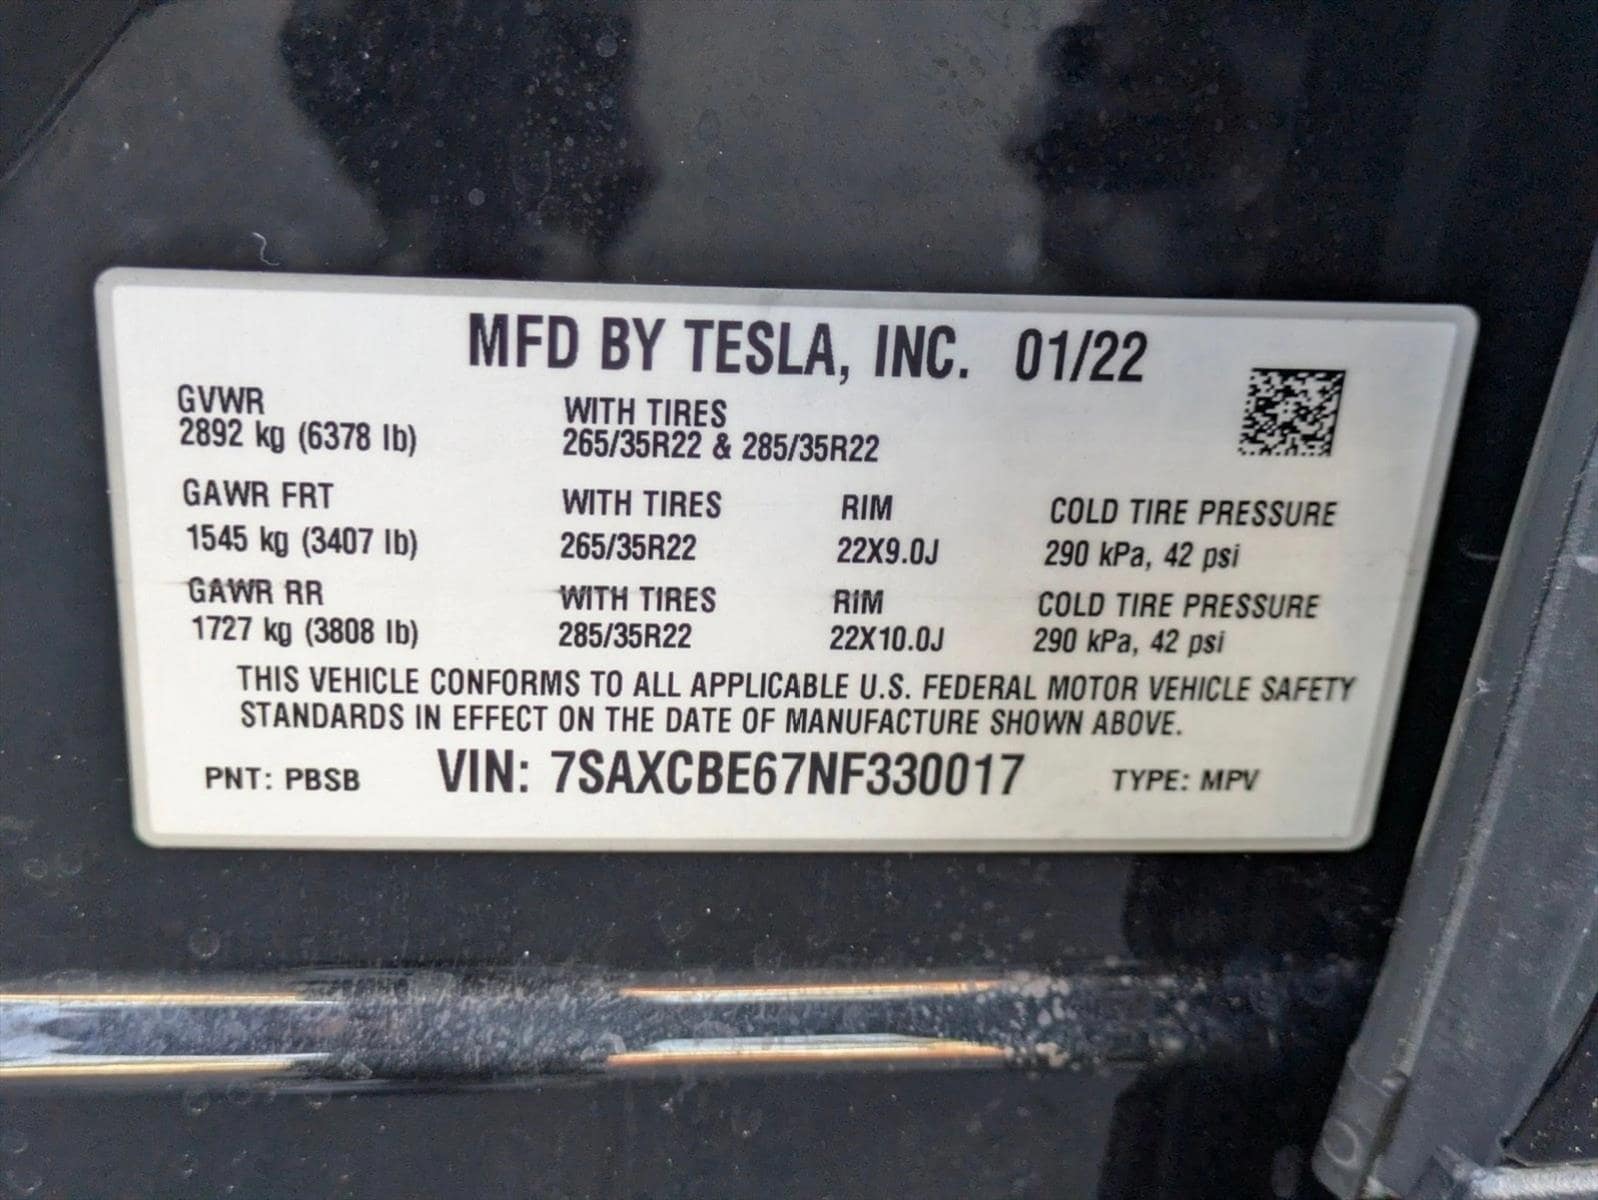 MFD BY TESLA, INC. 01/22
GVWR
2892 kg (6378 lb)
WITH TIRES
265/35R22 & 285/35R22
GAWR FRT WITH TIRES RIM COLD TIRE PRESSURE
1545 kg (3407 lb) 265/35R22 22X9.0J 290 kPa, 42 psi
GAWR RR WITH TIRES RIM COLD TIRE PRESSURE
1727 kg (3808 lb) 285/35R22 22X10.0J 290 kPa, 42 psi
THIS VEHICLE CONFORMS TO ALL APPLICABLE U.S. FEDERAL MOTOR VEHICLE SAFETY
STANDARDS IN EFFECT ON THE DATE OF MANUFACTURE SHOWN ABOVE.
PNT: PBSB VIN: 7SAXCBE67NF330017 TYPE: MPV